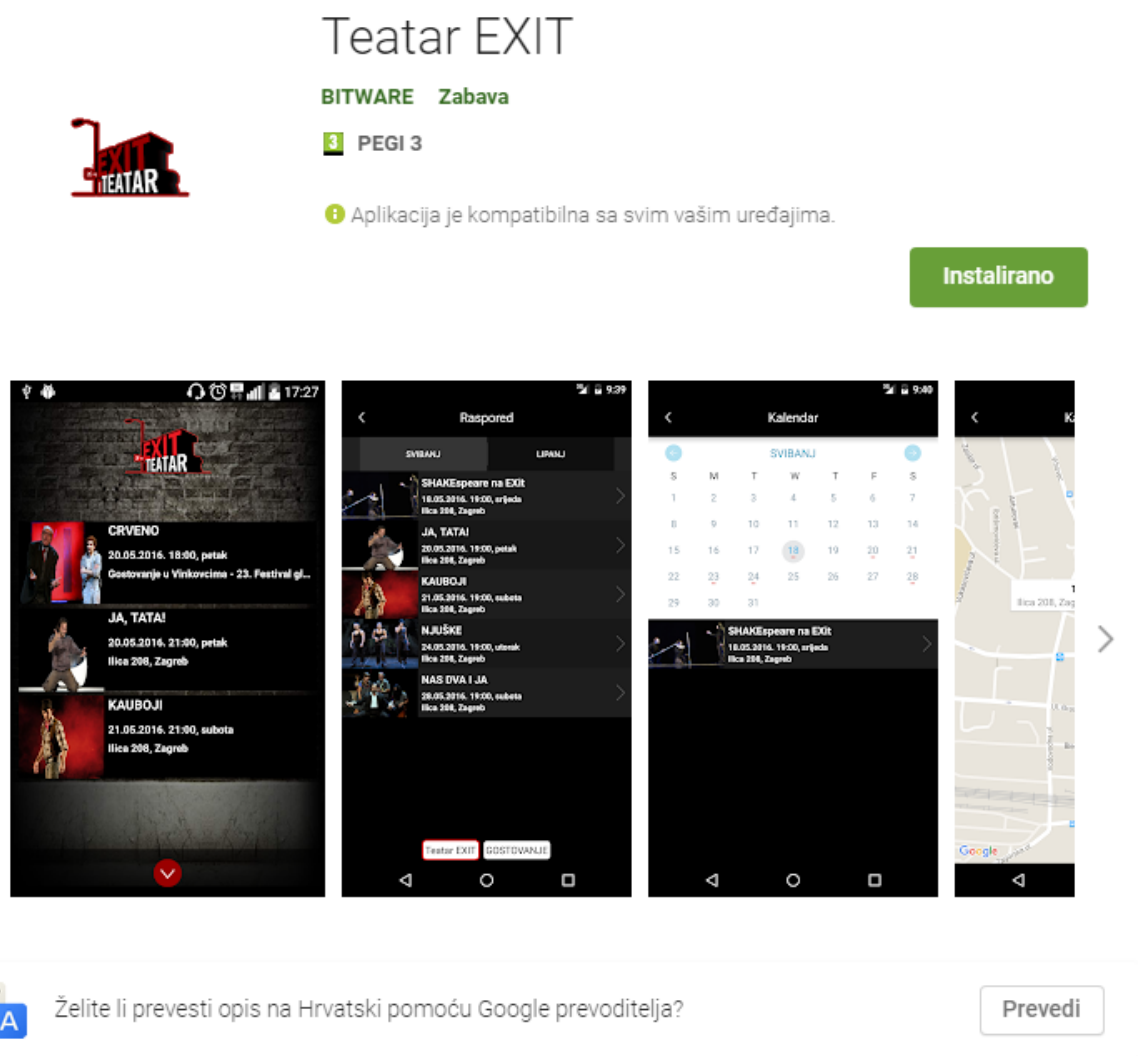 Teatar EXIT
BITWARE Zabava
3 PEGI 3
EXIT
TEATAR
Aplikacija je kompatibilna sa svim vašim uređajima.
Instalirano
17:27
EXIT
TEATAR
CRVENO
20.05.2016. 18:00, petak
Gostovanje u Vinkovcima - 23. Festival gl...
JA, TATA!
20.05.2016. 21:00, petak
Ilica 208, Zagreb
KAUBOJI
21.05.2016. 21:00, subota
Ilica 208, Zagreb
9:39
Raspored
SVIBANJ LIPANJ
SHAKEspeare na EXit
18.05.2016. 19:00, srijeda
Ilica 208, Zagreb
JA, TATA!
20.05.2016. 19:00, petak
Ilica 208, Zagreb
KAUBOJI
21.05.2016. 19:00, subota
Ilica 208, Zagreb
NJUŠKE
24.05.2016. 19:00, utorak
Ilica 208, Zagreb
NAS DVA I JA
28.05.2016. 19:00, subota
Ilica 208, Zagreb
Teatar EXIT GOSTOVANJE
9:40
Kalendar
SVIBANJ
S M T W T F S
1 2 3 4 5 6 7
8 9 10 11 12 13 14
15 16 17 18 19 20 21
22 23 24 25 26 27 28
29 30 31
SHAKEspeare na EXit
18.05.2016. 19:00, srijeda
Ilica 208, Zagreb
Ka
Ilica 208, Zag
Google
Želite li prevesti opis na Hrvatski pomoću Google prevoditelja?
Prevedi